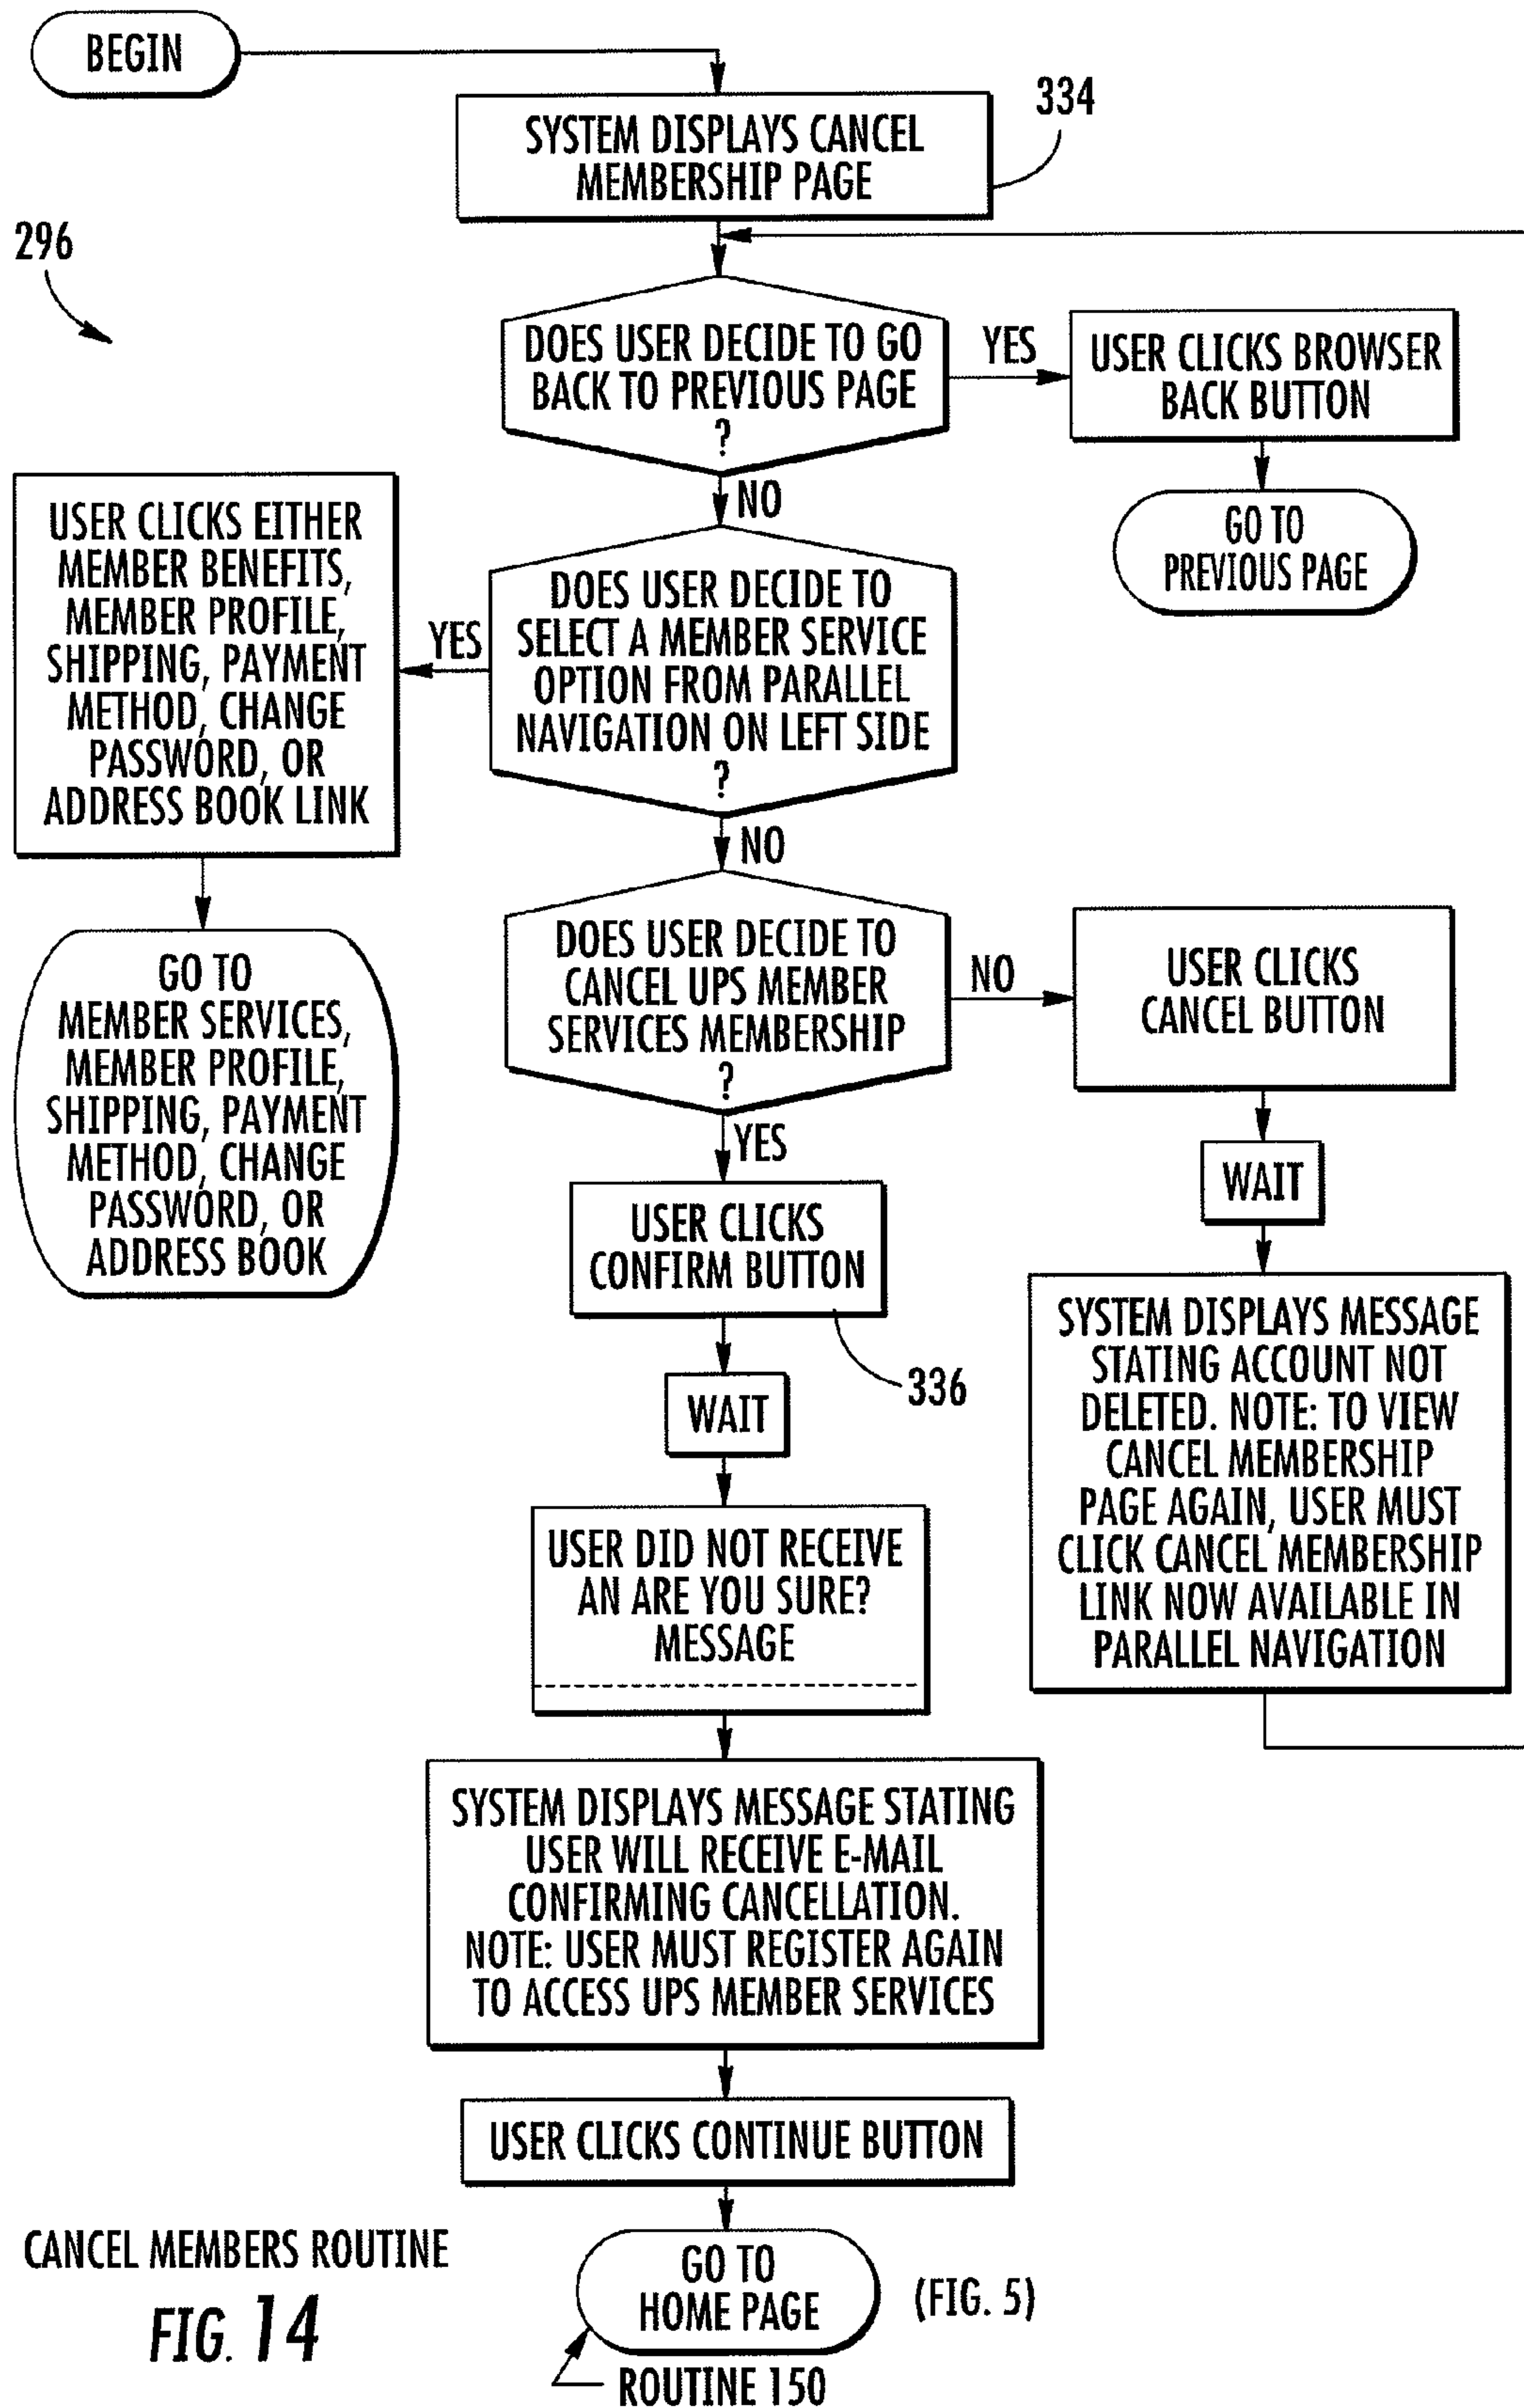 BEGIN
SYSTEM DISPLAYS CANCEL
MEMBERSHIP PAGE
334
296
DOES USER DECIDE TO GO
BACK TO PREVIOUS PAGE
?
YES
USER CLICKS BROWSER
BACK BUTTON
GO TO
PREVIOUS PAGE
NO
DOES USER DECIDE TO
SELECT A MEMBER SERVICE
OPTION FROM PARALLEL
NAVIGATION ON LEFT SIDE
?
YES
USER CLICKS EITHER
MEMBER BENEFITS,
MEMBER PROFILE,
SHIPPING, PAYMENT
METHOD, CHANGE
PASSWORD, OR
ADDRESS BOOK LINK
GO TO
MEMBER SERVICES,
MEMBER PROFILE,
SHIPPING, PAYMENT
METHOD, CHANGE
PASSWORD, OR
ADDRESS BOOK
NO
DOES USER DECIDE TO
CANCEL UPS MEMBER
SERVICES MEMBERSHIP
?
NO
USER CLICKS
CANCEL BUTTON
WAIT
SYSTEM DISPLAYS MESSAGE
STATING ACCOUNT NOT
DELETED. NOTE: TO VIEW
CANCEL MEMBERSHIP
PAGE AGAIN, USER MUST
CLICK CANCEL MEMBERSHIP
LINK NOW AVAILABLE IN
PARALLEL NAVIGATION
YES
USER CLICKS
CONFIRM BUTTON
336
WAIT
USER DID NOT RECEIVE
AN ARE YOU SURE?
MESSAGE
SYSTEM DISPLAYS MESSAGE STATING
USER WILL RECEIVE E-MAIL
CONFIRMING CANCELLATION.
NOTE: USER MUST REGISTER AGAIN
TO ACCESS UPS MEMBER SERVICES
USER CLICKS CONTINUE BUTTON
GO TO
HOME PAGE
(FIG. 5)
ROUTINE 150
CANCEL MEMBERS ROUTINE
FIG. 14